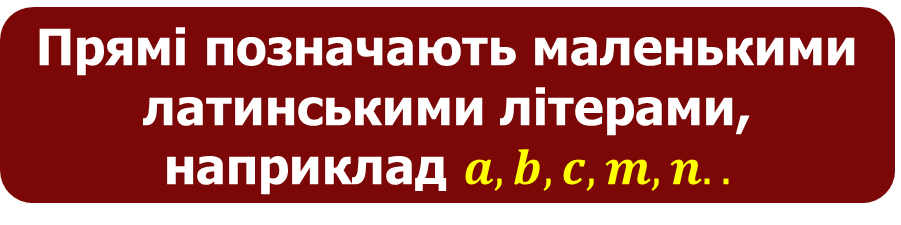 Прямі позначають маленькими
латинськими літерами,
наприклад a, b, c, m, n. .